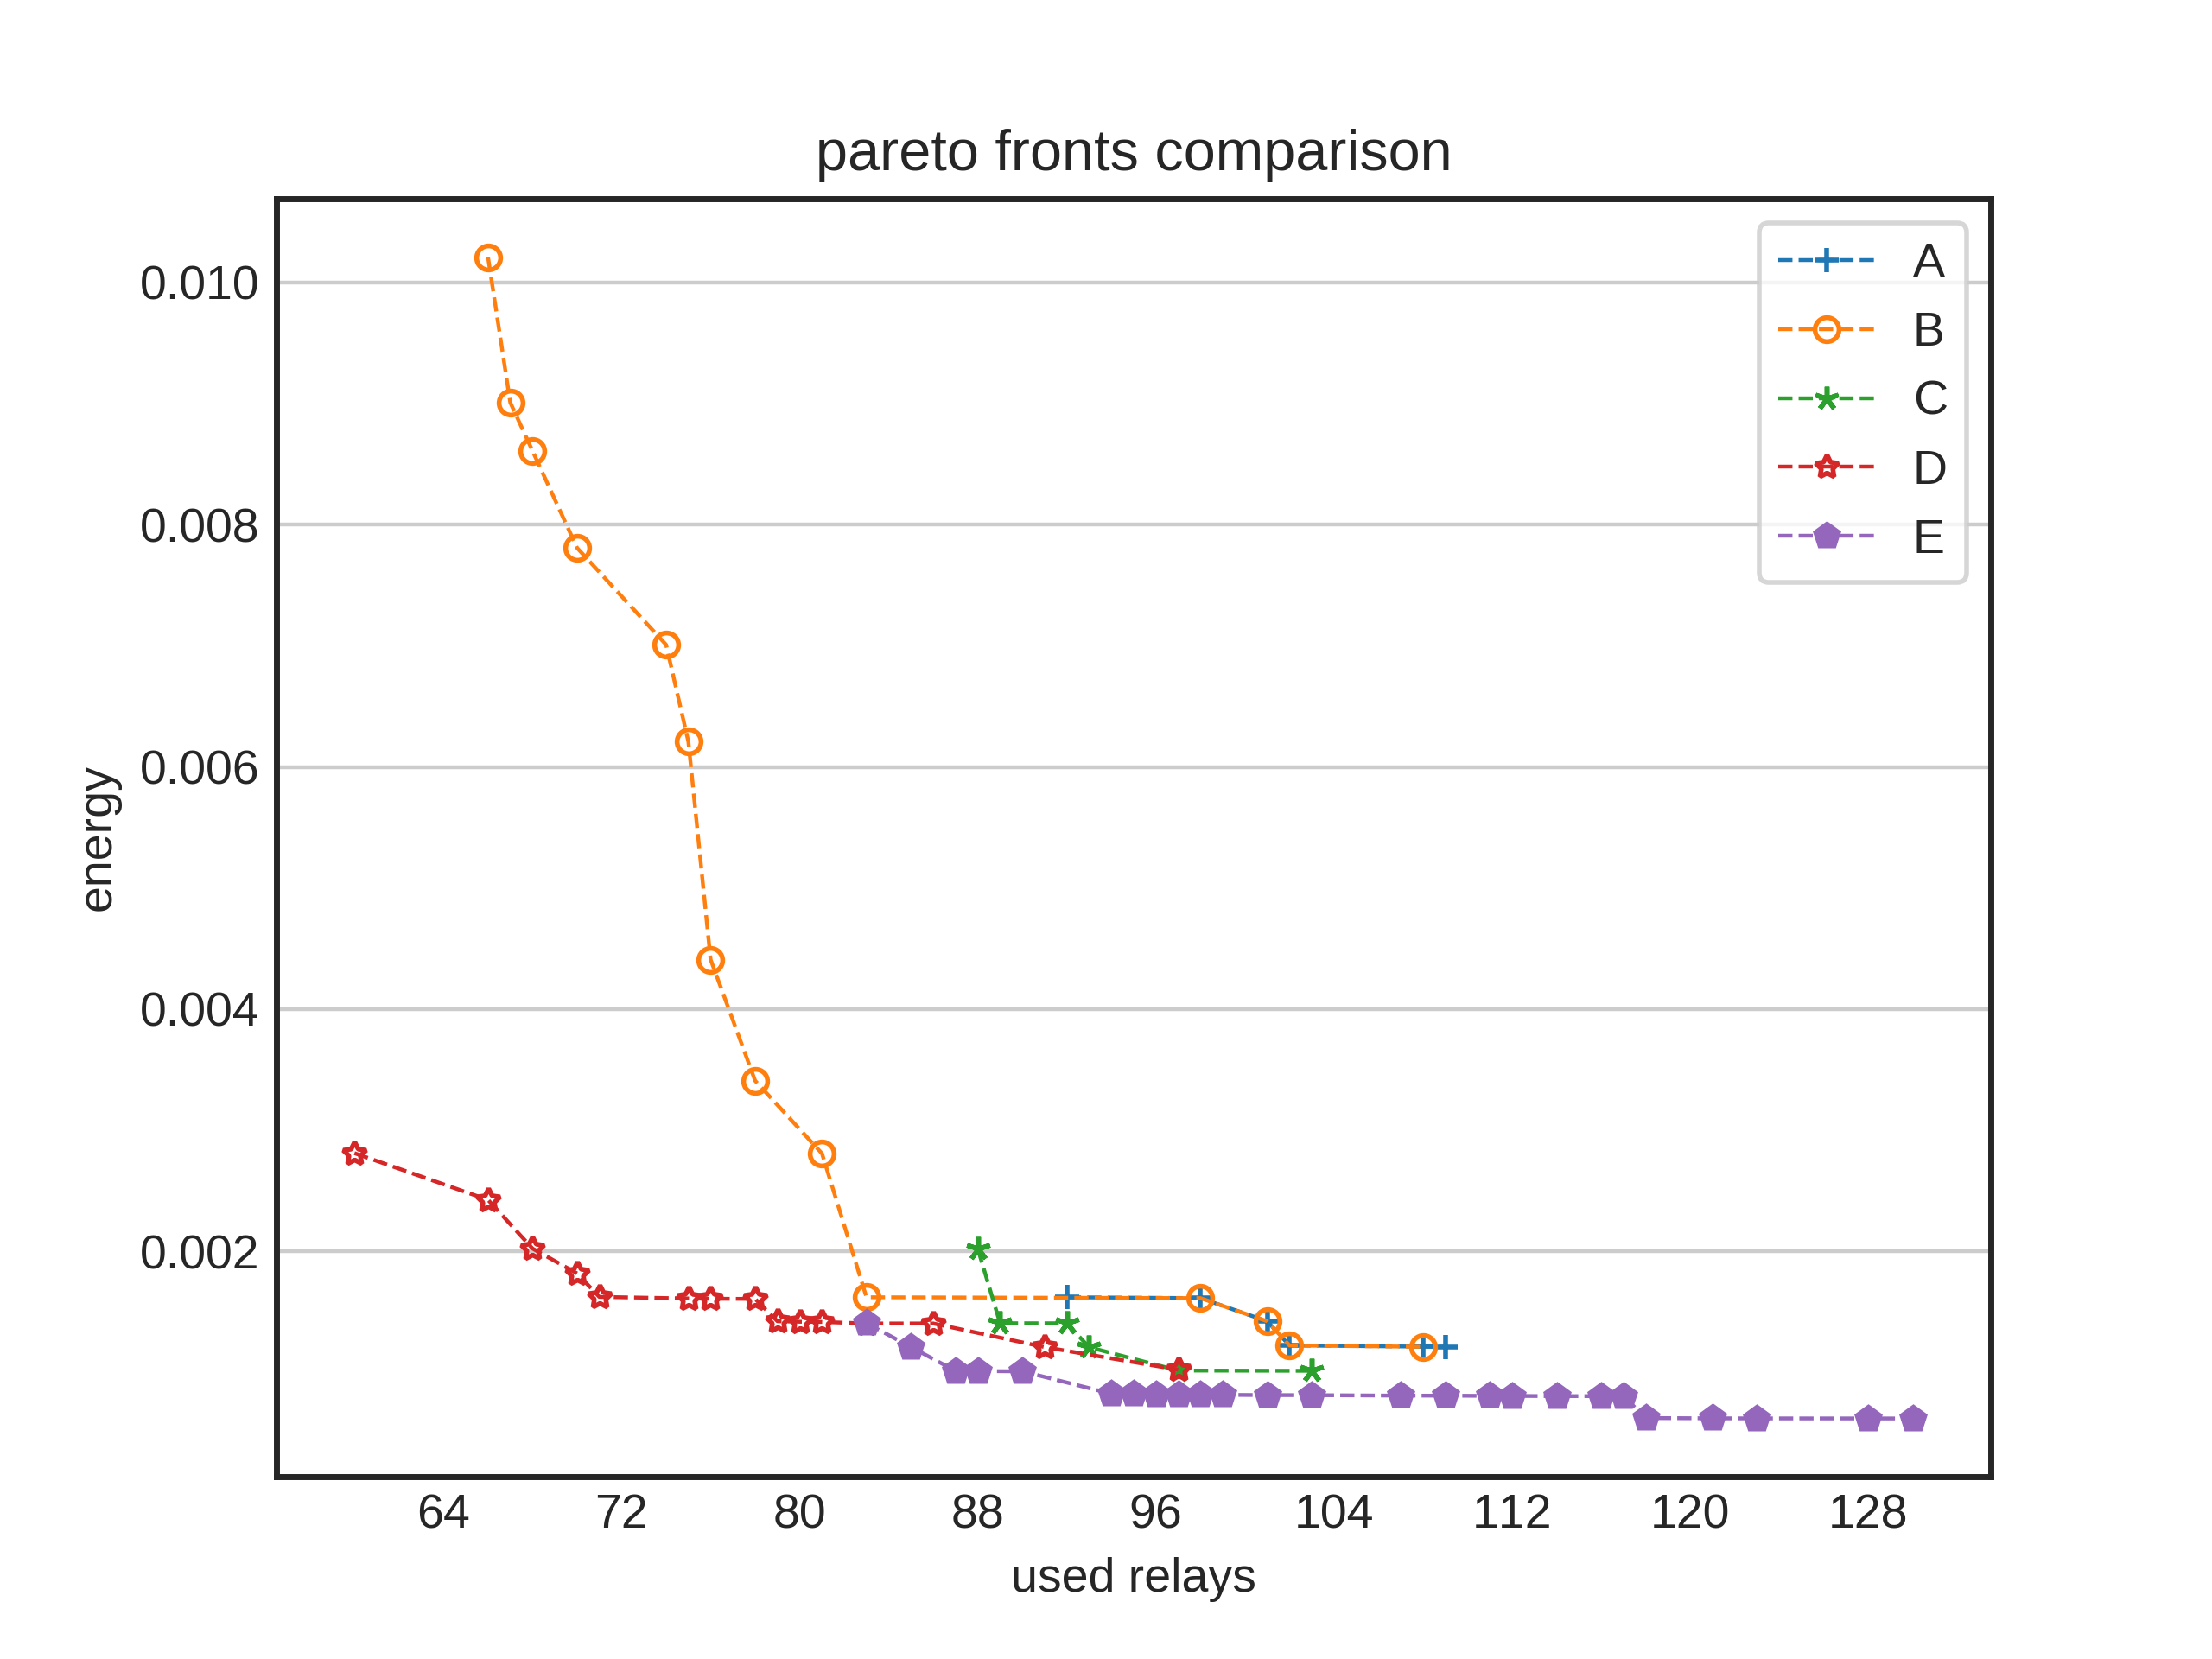 pareto fronts comparison
A
B
C
D
E
0.010
0.008
0.006
0.004
0.002
energy
64 72 80 88 96 104 112 120 128
used relays